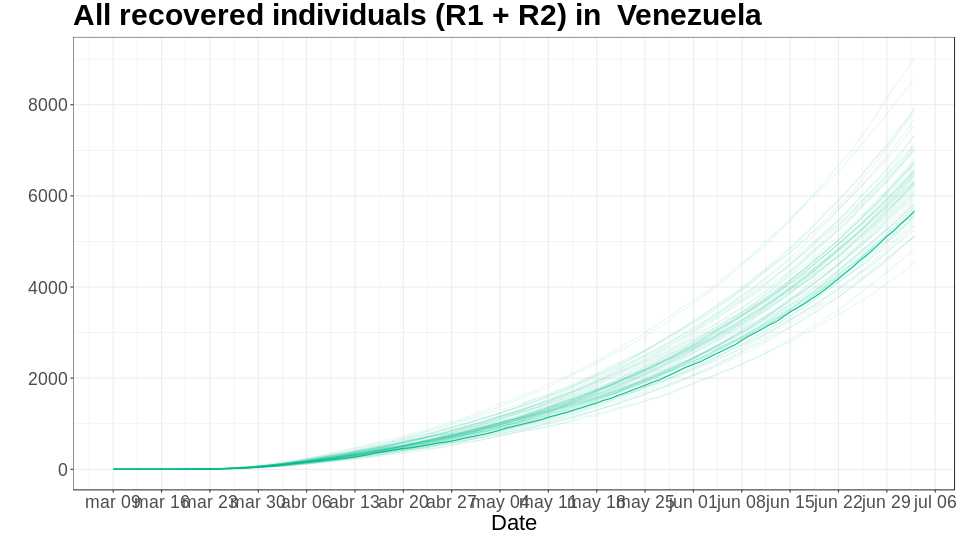 All recovered individuals (R1 + R2) in  Venezuela
8000
6000
4000
2000
0
mar 09 mar 16 mar 23 mar 30 abr 06 abr 13 abr 20 abr 27 may 04 may 11 may 18 may 25 jun 01 jun 08 jun 15 jun 22 jun 29 jul 06
Date